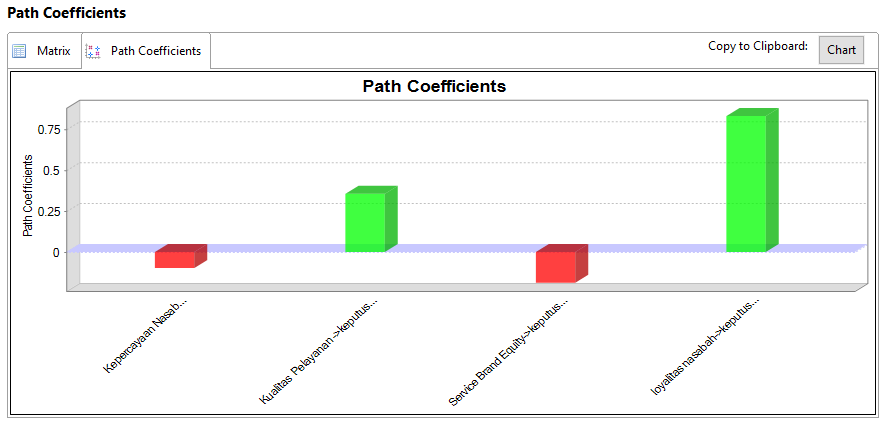 Path Coefficients
Matrix
Path Coefficients
Copy to Clipboard:
Chart
Path Coefficients
Path Coefficients
0.75
0.5
0.25
0
Kepercayaan Nasab...
Kualitas Pelayanan->keputus...
Service Brand Equity->keputus...
loyalitas nasabah->keputus...